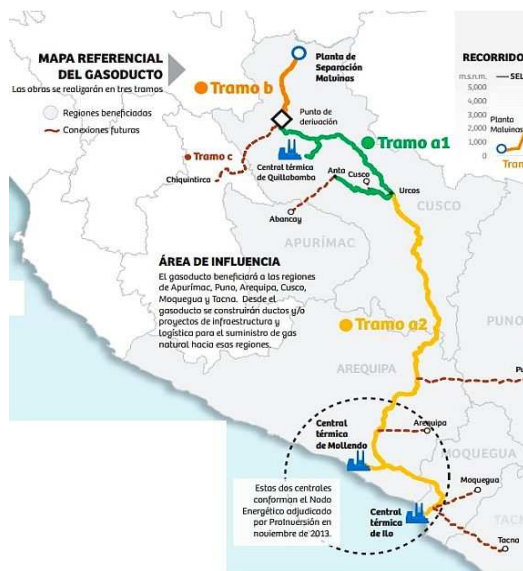 MAPA REFERENCIAL
DEL GASODUCTO
Las obras se realizarán en tres tramos
Regiones beneficiadas
Conexiones futuras
Tramo b
Planta de
Separación
Malvinas
Punto de
derivación
RECORRIDO
m.s.n.m.
SEL
5,000
4,000
3,000
2,000
1,000
0
Planta
Malvinas
Tram
Tramo a1
Tramo c
Chiquintirca
Central térmica
de Quillabamba
Anta
Cusco
Urcos
CUSCO
Abancay
APURÍMAC
ÁREA DE INFLUENCIA
El gasoducto beneficiará a las regiones
de Apurímac, Puno, Arequipa, Cusco,
Moquegua y Tacna. Desde el
gasoducto se construirán ductos y/o
proyectos de infraestructura y
logística para el suministro de gas
natural hacia esas regiones.
Tramo a2
PUNO
AREQUIPA
Pu
Central
térmica
de Mollendo
Arequipa
MOQUEGUA
Moquegua
Estas dos centrales
conforman el Nodo
Energético adjudicado
por ProInversión en
noviembre de 2013.
Central
térmica
de Ilo
TACN
Tacna